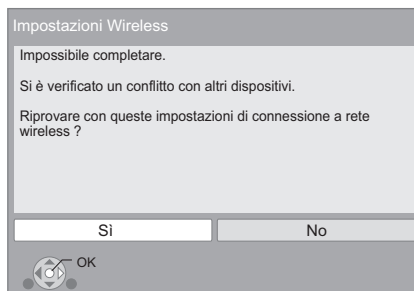 Impostazioni Wireless
Impossibile completare.
Si è verificato un conflitto con altri dispositivi.
Riprovare con queste impostazioni di connessione a rete
wireless ?
Sì
No
OK